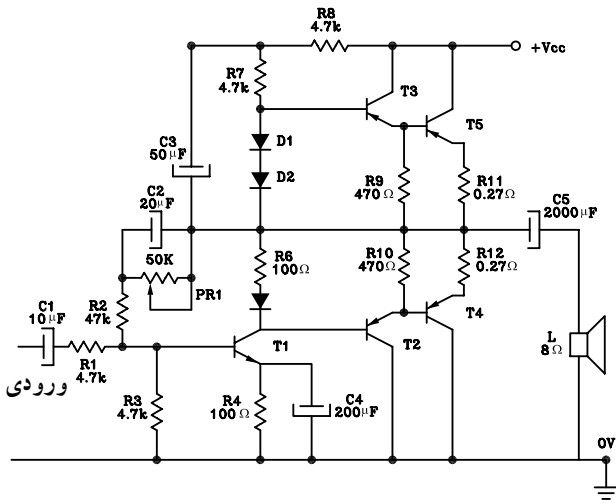 R8
4.7k
+Vcc
R7
4.7k
T3
T5
C3
50μF
D1
D2
C2
20μF
R9
470Ω
R11
0.27Ω
C5
2000μF
50K
PR1
R6
100Ω
R10
470Ω
R12
0.27Ω
C1
10μF
R2
47k
R1
4.7k
T1
T2
T4
L
8Ω
ورودی
R3
4.7k
R4
100Ω
C4
200μF
0V